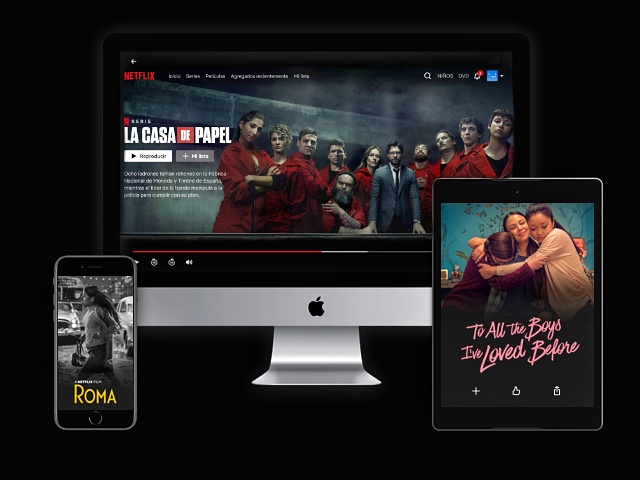 NETFLIX
Inicio Series Películas Agregados recientemente Mi lista
NIÑOS DVD
N SERIE
LA CASA DE PAPEL
Reproducir
Mi lista
Ocho ladrones toman rehenes en la Fábrica
Nacional de Moneda y Timbre de España,
mientras el líder de la banda manipula a la
policía para cumplir con su plan.
A NETFLIX FILM
ROMA
To All the Boys
I've Loved Before